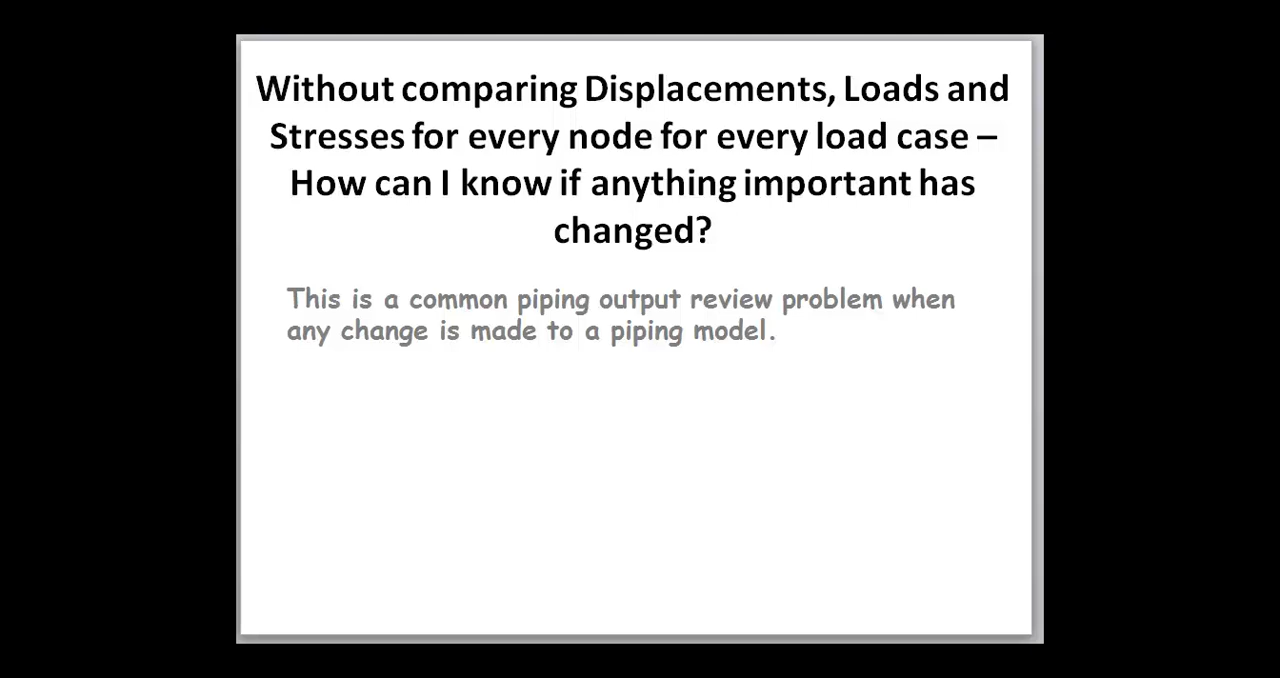 Without comparing Displacements, Loads and
Stresses for every node for every load case –
How can I know if anything important has
changed?
This is a common piping output review problem when
any change is made to a piping model.